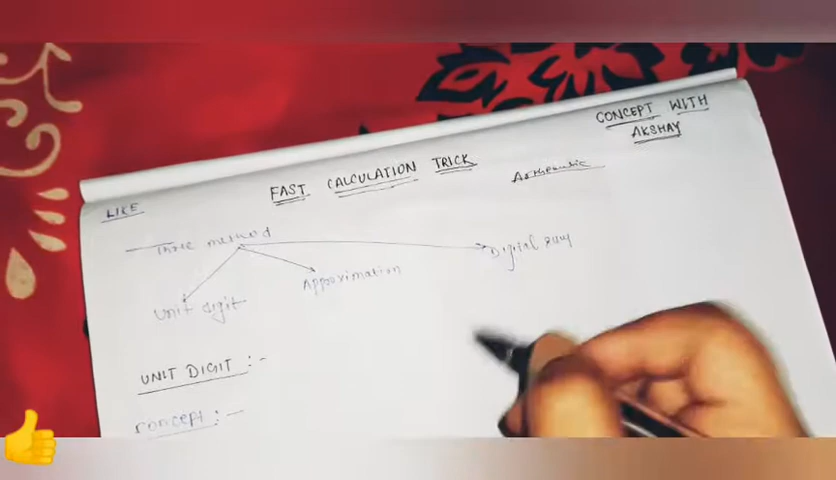 CONCEPT WITH
AKSHAY
FAST CALCULATION TRICK
LIKE
Three method
Digital sum
Approximation
Unit digit
UNIT DIGIT :-
CONCEPT :-